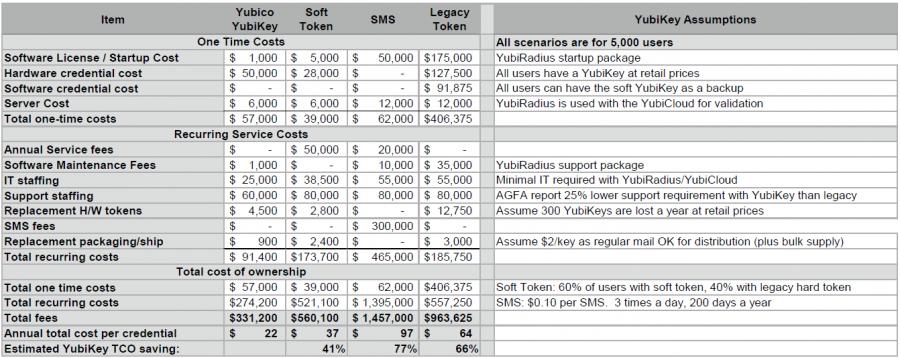 Item Yubico YubiKey Soft Token SMS Legacy Token YubiKey Assumptions
One Time Costs All scenarios are for 5,000 users
Software License / Startup Cost $ 1,000 $ 5,000 $ 50,000 $175,000 YubiRadius startup package
Hardware credential cost $ 50,000 $ 28,000 $ - $127,500 All users have a YubiKey at retail prices
Software credential cost $ - $ - $ - $ 91,875 All users can have the soft YubiKey as a backup
Server Cost $ 6,000 $ 6,000 $ 12,000 $ 12,000 YubiRadius is used with the YubiCloud for validation
Total one-time costs $ 57,000 $ 39,000 $ 62,000 $406,375
Recurring Service Costs
Annual Service fees $ - $ 50,000 $ 20,000 $ -
Software Maintenance Fees $ 1,000 $ - $ 10,000 $ 35,000 YubiRadius support package
IT staffing $ 25,000 $ 38,500 $ 55,000 $ 55,000 Minimal IT required with YubiRadius/YubiCloud
Support staffing $ 60,000 $ 80,000 $ 80,000 $ 80,000 AGFA report 25% lower support requirement with YubiKey than legacy
Replacement H/W tokens $ 4,500 $ 2,800 $ - $ 12,750 Assume 300 YubiKeys are lost a year at retail prices
SMS fees $ - $ - $ 300,000 $ -
Replacement packaging/ship $ 900 $ 2,400 $ - $ 3,000 Assume $2/key as regular mail OK for distribution (plus bulk supply)
Total recurring costs $ 91,400 $173,700 $ 465,000 $185,750
Total cost of ownership
Total one time costs $ 57,000 $ 39,000 $ 62,000 $406,375 Soft Token: 60% of users with soft token, 40% with legacy hard token
Total recurring costs $274,200 $521,100 $ 1,395,000 $557,250 SMS: $0.10 per SMS. 3 times a day, 200 days a year
Total fees $331,200 $560,100 $ 1,457,000 $963,625
Annual total cost per credential $ 22 $ 37 $ 97 $ 64
Estimated YubiKey TCO saving: 41% 77% 66%